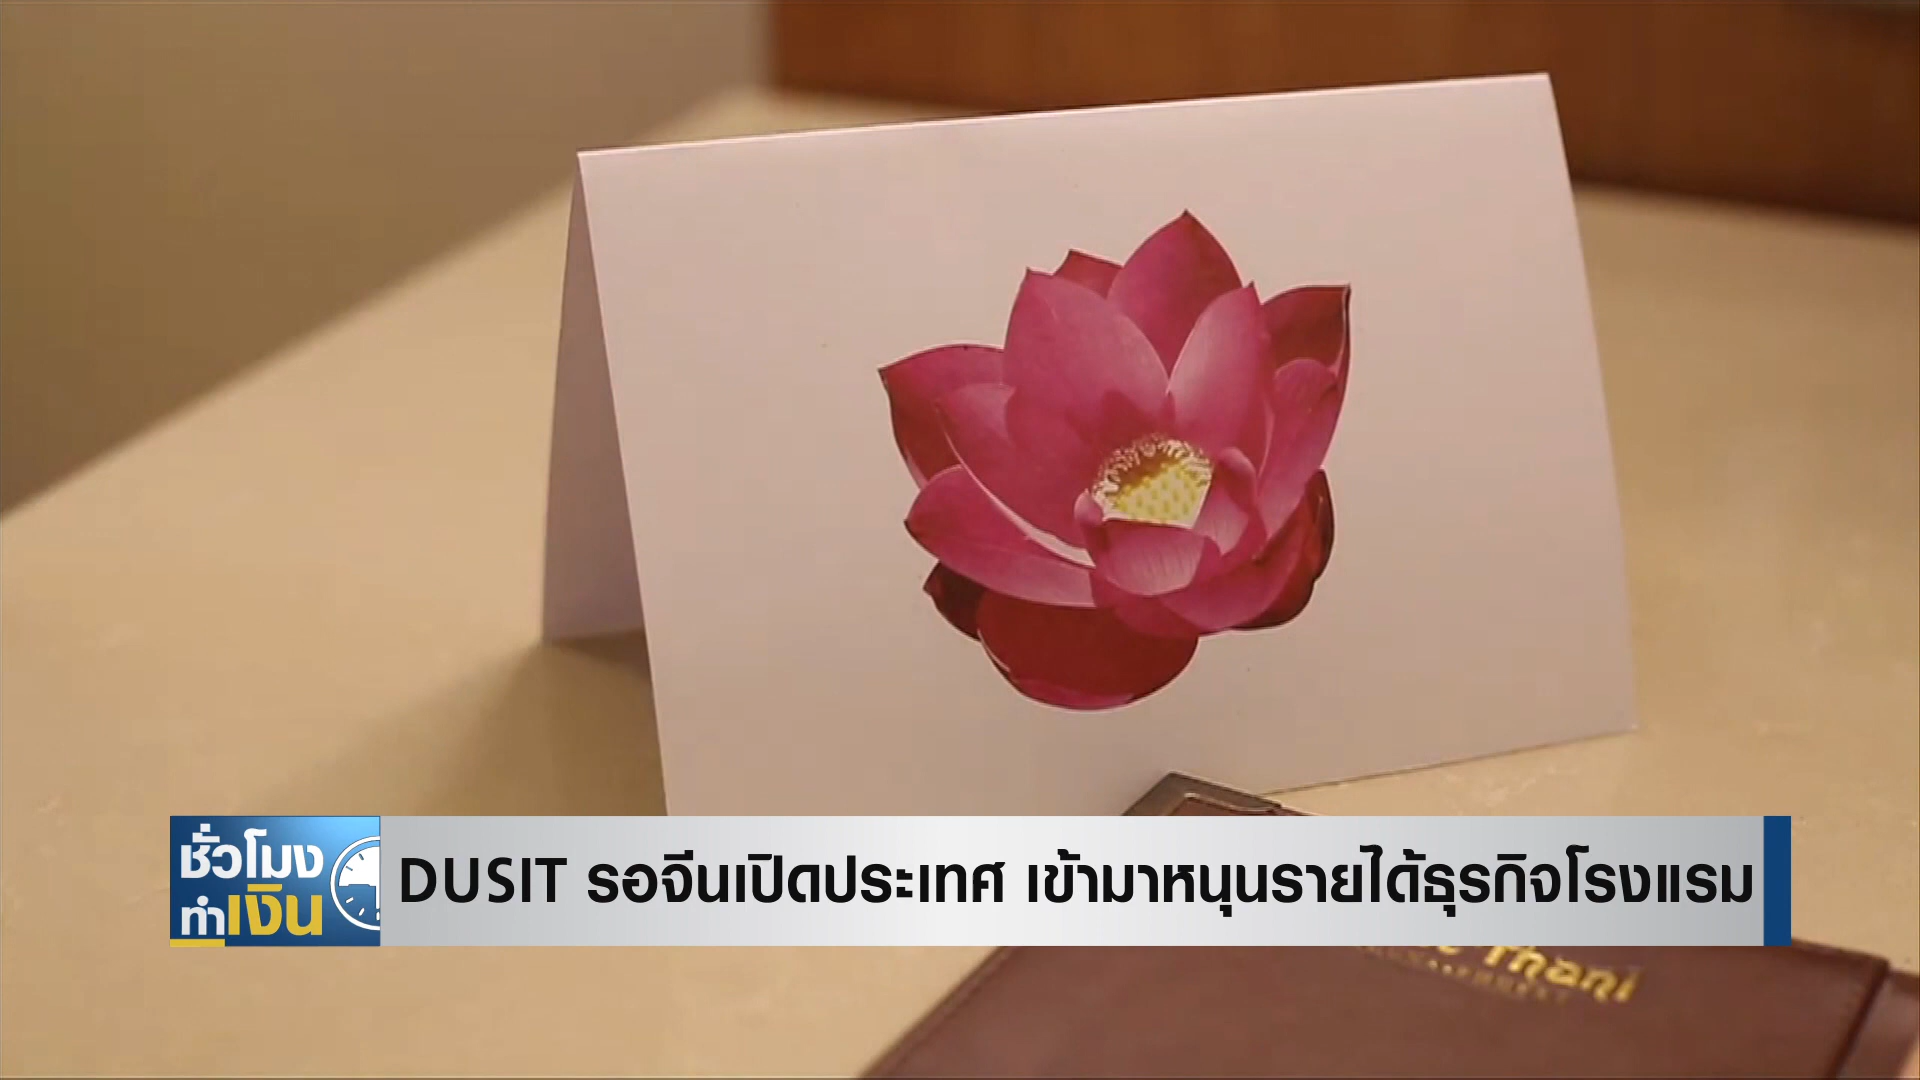 ชั่วโมง
ทำเงิน
DUSIT รอจีนเปิดประเทศ เข้ามาหนุนรายได้ธุรกิจโรงแรม
Thani